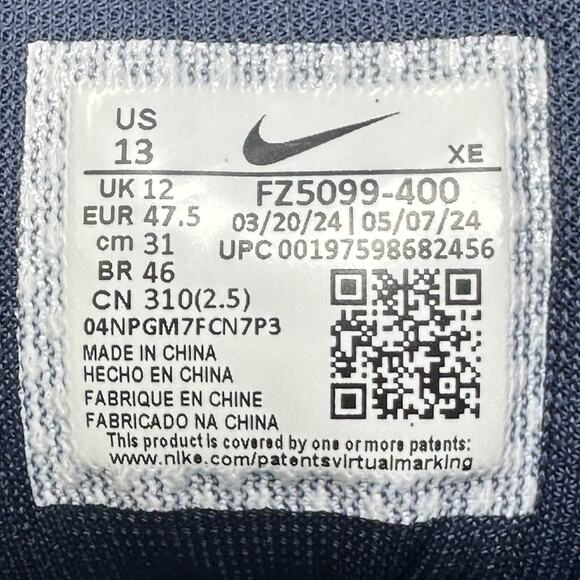 US
13
XE
UK 12
EUR 47.5
cm 31
BR 46
CN 310(2.5)
FZ5099-400
03/20/24 | 05/07/24
UPC 00197598682456
04NPGM7FCN7P3
MADE IN CHINA
HECHO EN CHINA
FABRIQUE EN CHINE
FABRICADO NA CHINA
This product is covered by one or more patents:
www.nike.com/patentsvirtualmarking